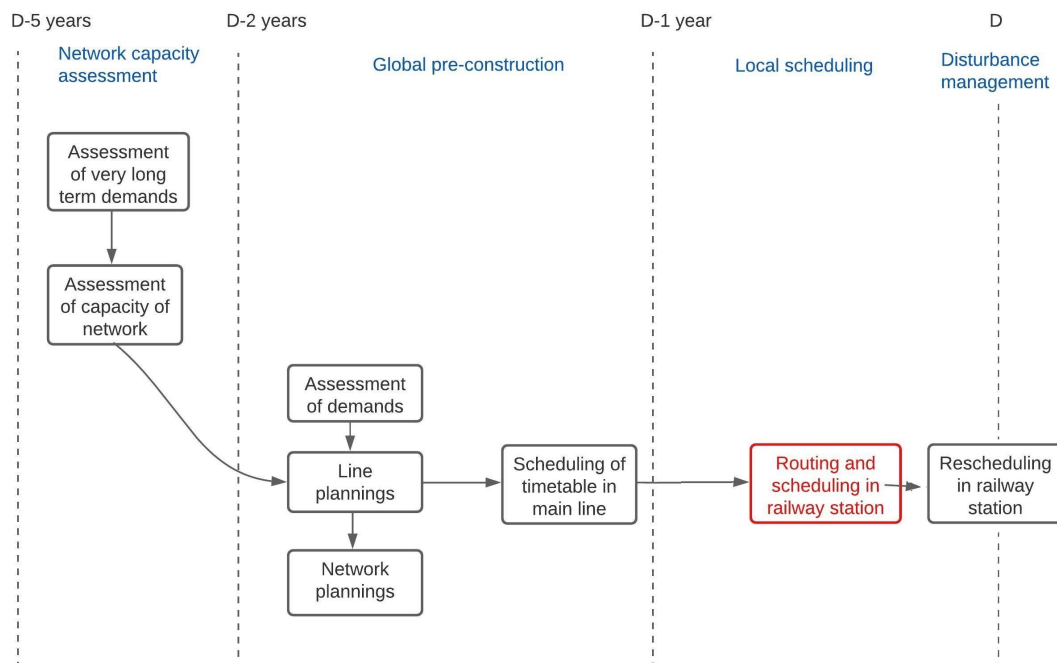 D-5 years
D-2 years
D-1 year
D
Network capacity
assessment
Global pre-construction
Local scheduling
Disturbance
management
Assessment
of very long
term demands
Assessment
of capacity of
network
Assessment
of demands
Line
plannings
Network
plannings
Scheduling of
timetable in
main line
Routing and
scheduling in
railway station
Rescheduling
in railway
station